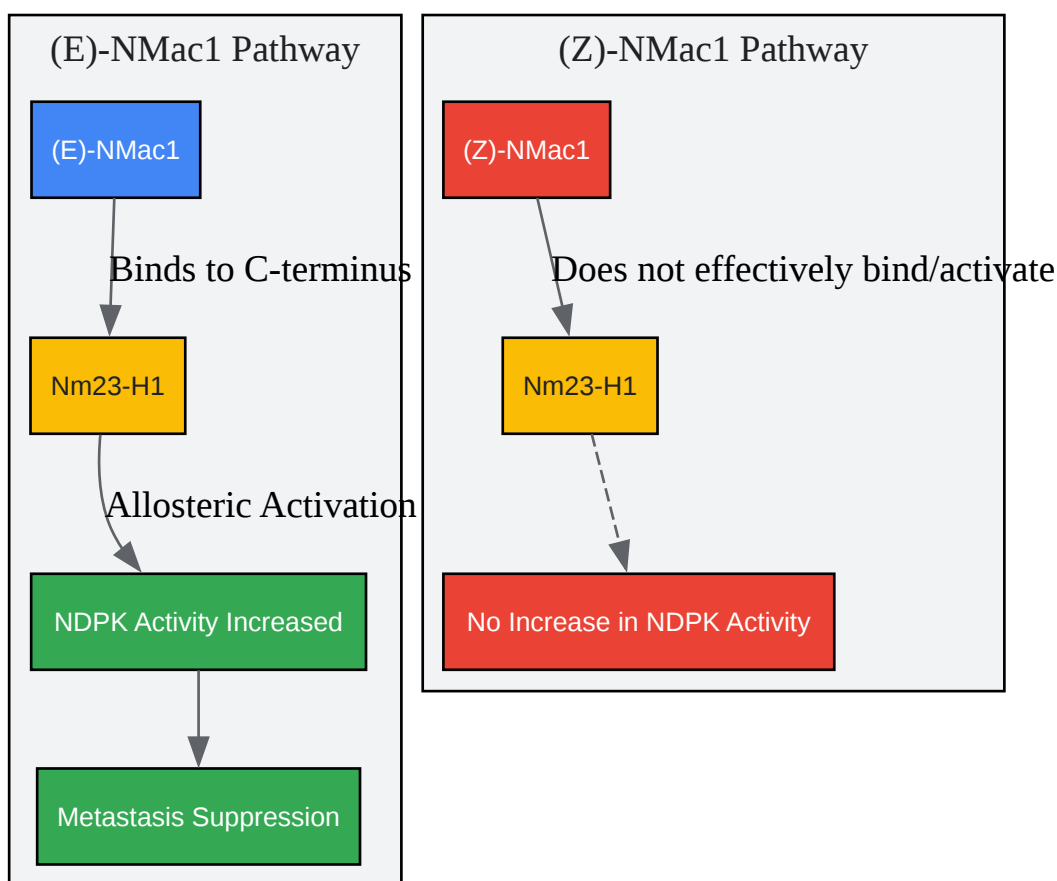 (E)-NMac1 Pathway
(E)-NMac1
Binds to C-terminus
Nm23-H1
Allosteric Activation
NDPK Activity Increased
Metastasis Suppression
(Z)-NMac1 Pathway
(Z)-NMac1
Does not effectively bind/activate
Nm23-H1
No Increase in NDPK Activity